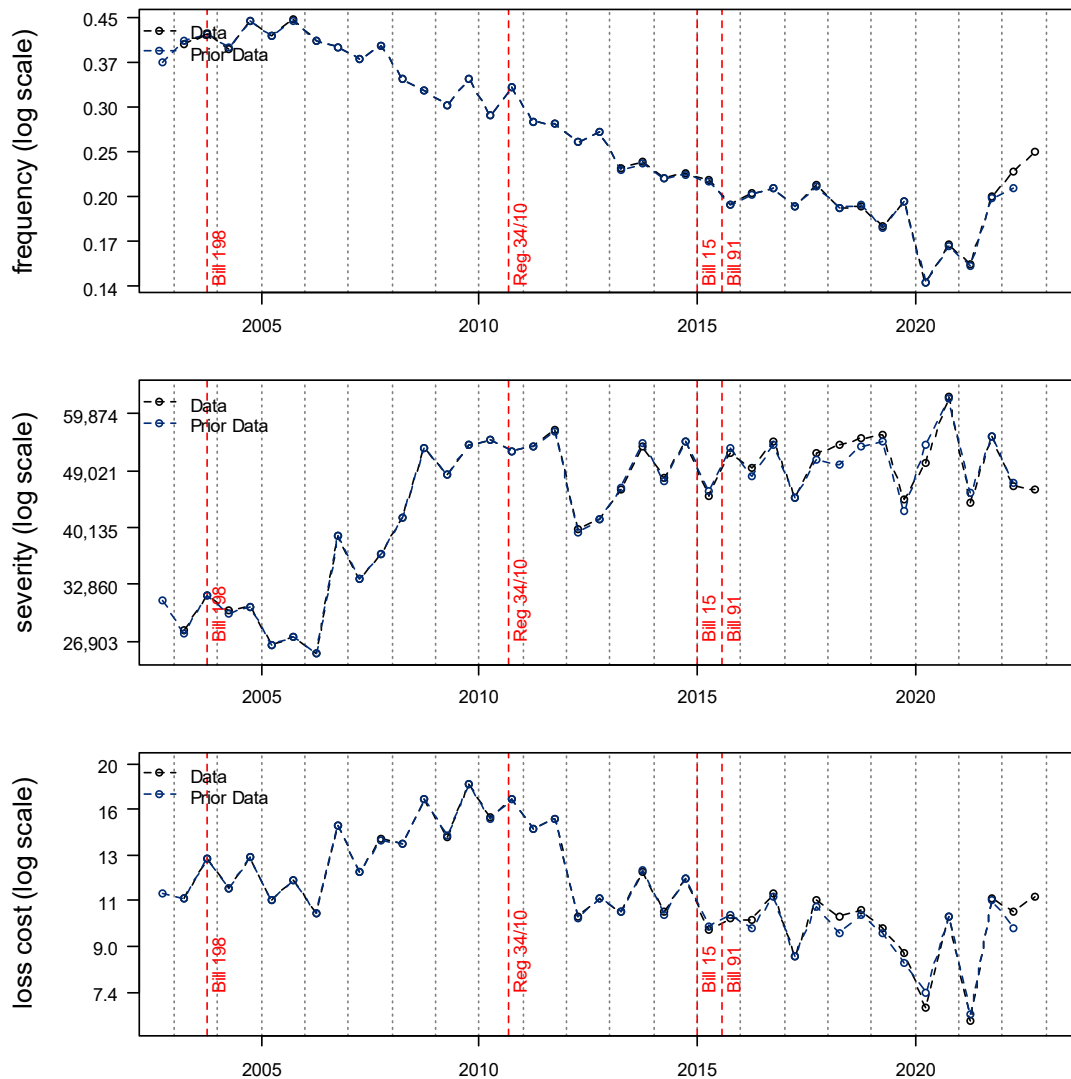 frequency (log scale)
0.45
0.37
0.30
0.25
0.20
0.17
0.14
Data
Prior Data
Bill 198
Reg 34/10
Bill 15
Bill 91
2005
2010
2015
2020
severity (log scale)
59,874
49,021
40,135
32,860
26,903
Data
Prior Data
Bill 198
Reg 34/10
Bill 15
Bill 91
2005
2010
2015
2020
loss cost (log scale)
20
16
13
11
9.0
7.4
Data
Prior Data
Bill 198
Reg 34/10
Bill 15
Bill 91
2005
2010
2015
2020